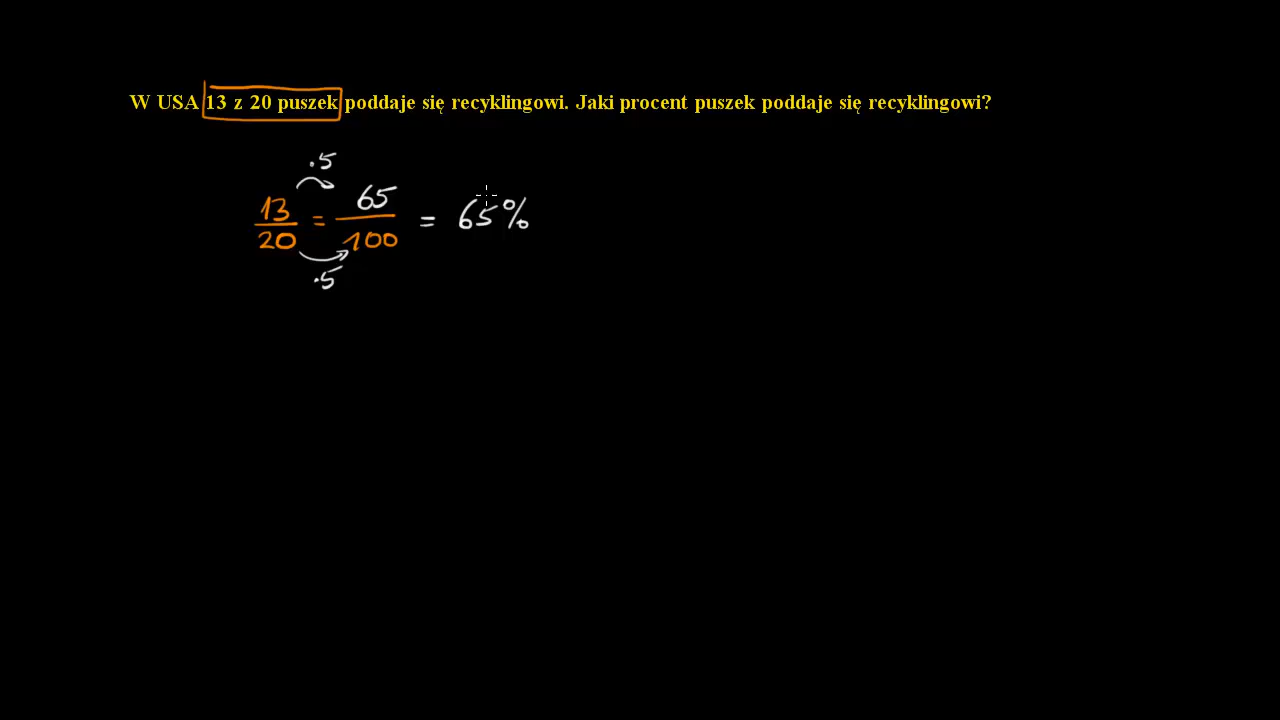 W USA 13 z 20 puszek poddaje się recyklingowi. Jaki procent puszek poddaje się recyklingowi?
·5
13/20 = 65/100 = 65%
·5